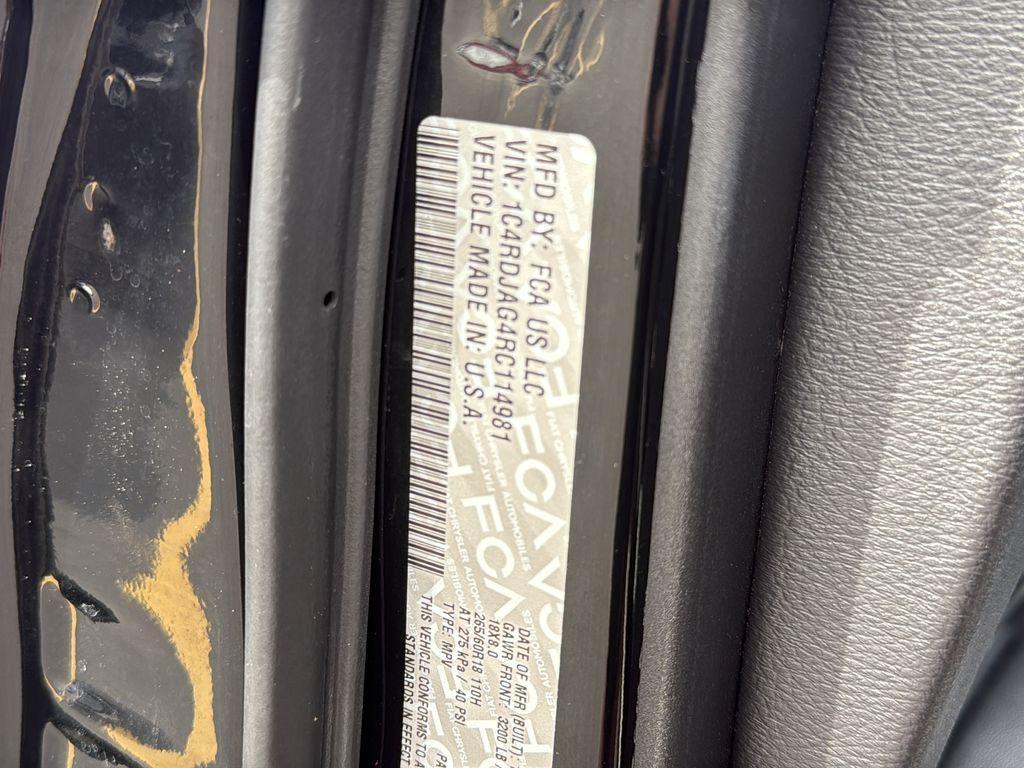 MFD BY: FCA US LLC
VIN: 1C4RDJAG4RC114981
VEHICLE MADE IN: U.S.A.
DATE OF MFR (BUILT):
GAWR FRONT: 3200 LB
18X8.0
265/60R18 110H
AT 275 kPa / 40 PSI
TYPE: MPV
THIS VEHICLE CONFORMS TO A
STANDARDS IN EFFECT